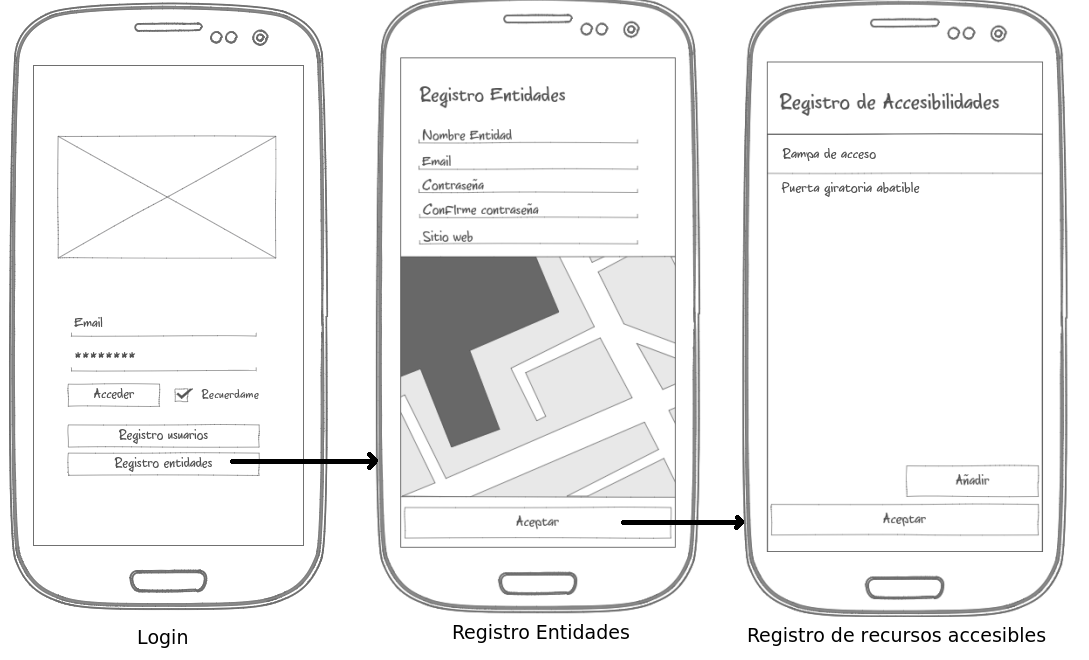 Email
********
Acceder
Recuerdame
Registro usuarios
Registro entidades
Login
Registro Entidades
Nombre Entidad
Email
Contraseña
ConFIrme contraseña
Sitio web
Aceptar
Registro Entidades
Registro de Accesibilidades
Rampa de acceso
Puerta giratoria abatible
Añadir
Aceptar
Registro de recursos accesibles